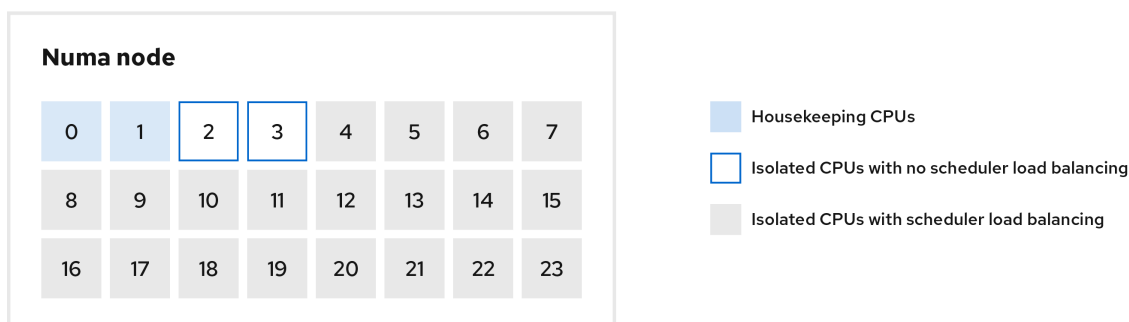 Numa node
0 1 2 3 4 5 6 7
8 9 10 11 12 13 14 15
16 17 18 19 20 21 22 23
Housekeeping CPUs
Isolated CPUs with no scheduler load balancing
Isolated CPUs with scheduler load balancing